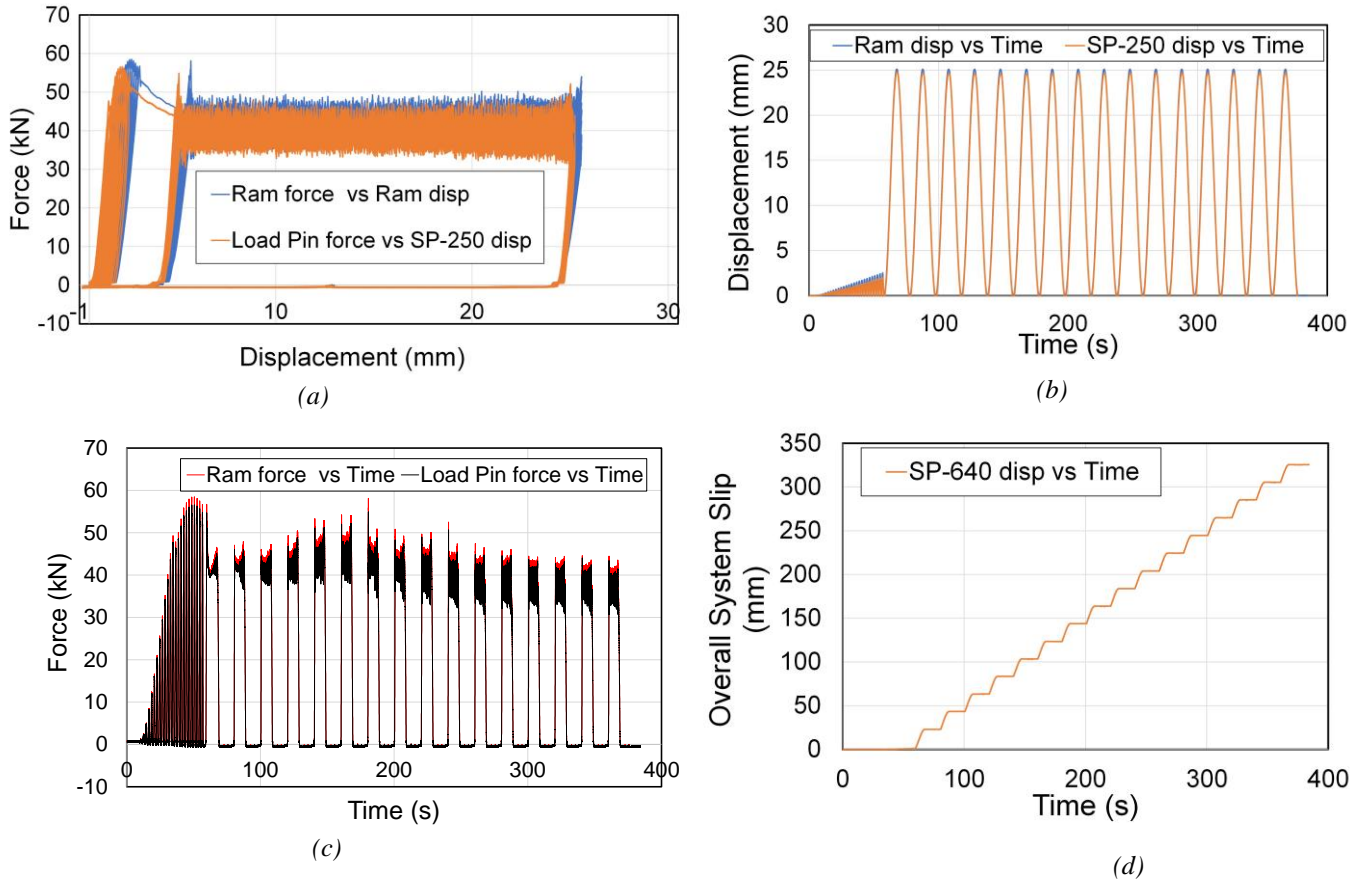 70
60
50
40
30
20
10
0
-10
Force (kN)
Ram force vs Ram disp
Load Pin force vs SP-250 disp
-1
10
20
30
Displacement (mm)
(a)
30
25
20
15
10
5
0
Displacement (mm)
Ram disp vs Time
SP-250 disp vs Time
0
100
200
300
400
Time (s)
(b)
70
60
50
40
30
20
10
0
-10
Force (kN)
Ram force vs Time
Load Pin force vs Time
0
100
200
300
400
Time (s)
(c)
350
300
250
200
150
100
50
0
Overall System Slip
(mm)
SP-640 disp vs Time
0
100
200
300
400
Time (s)
(d)